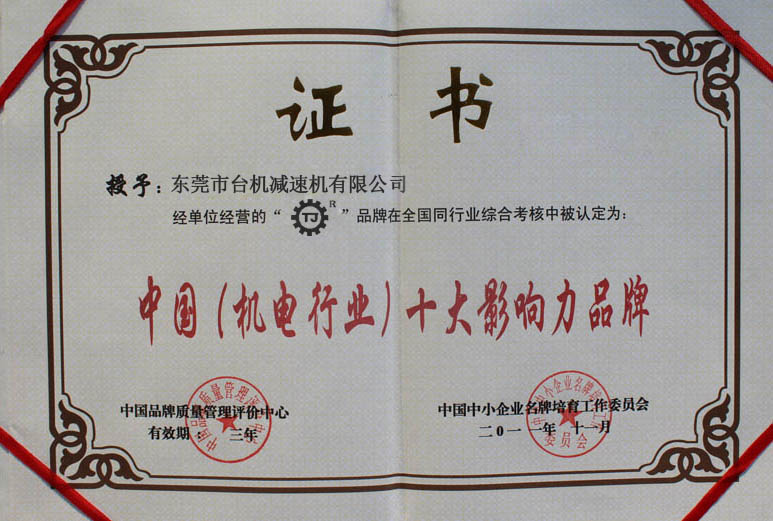 证 书
授予：东莞市台机减速机有限公司
经单位经营的“TJ®”品牌在全国同行业综合考核中被认定为：
中国（机电行业）十大影响力品牌
中国品牌质量管理评价中心
有效期： 三年
中国中小企业名牌培育工作委员会
二0一一年 十一月